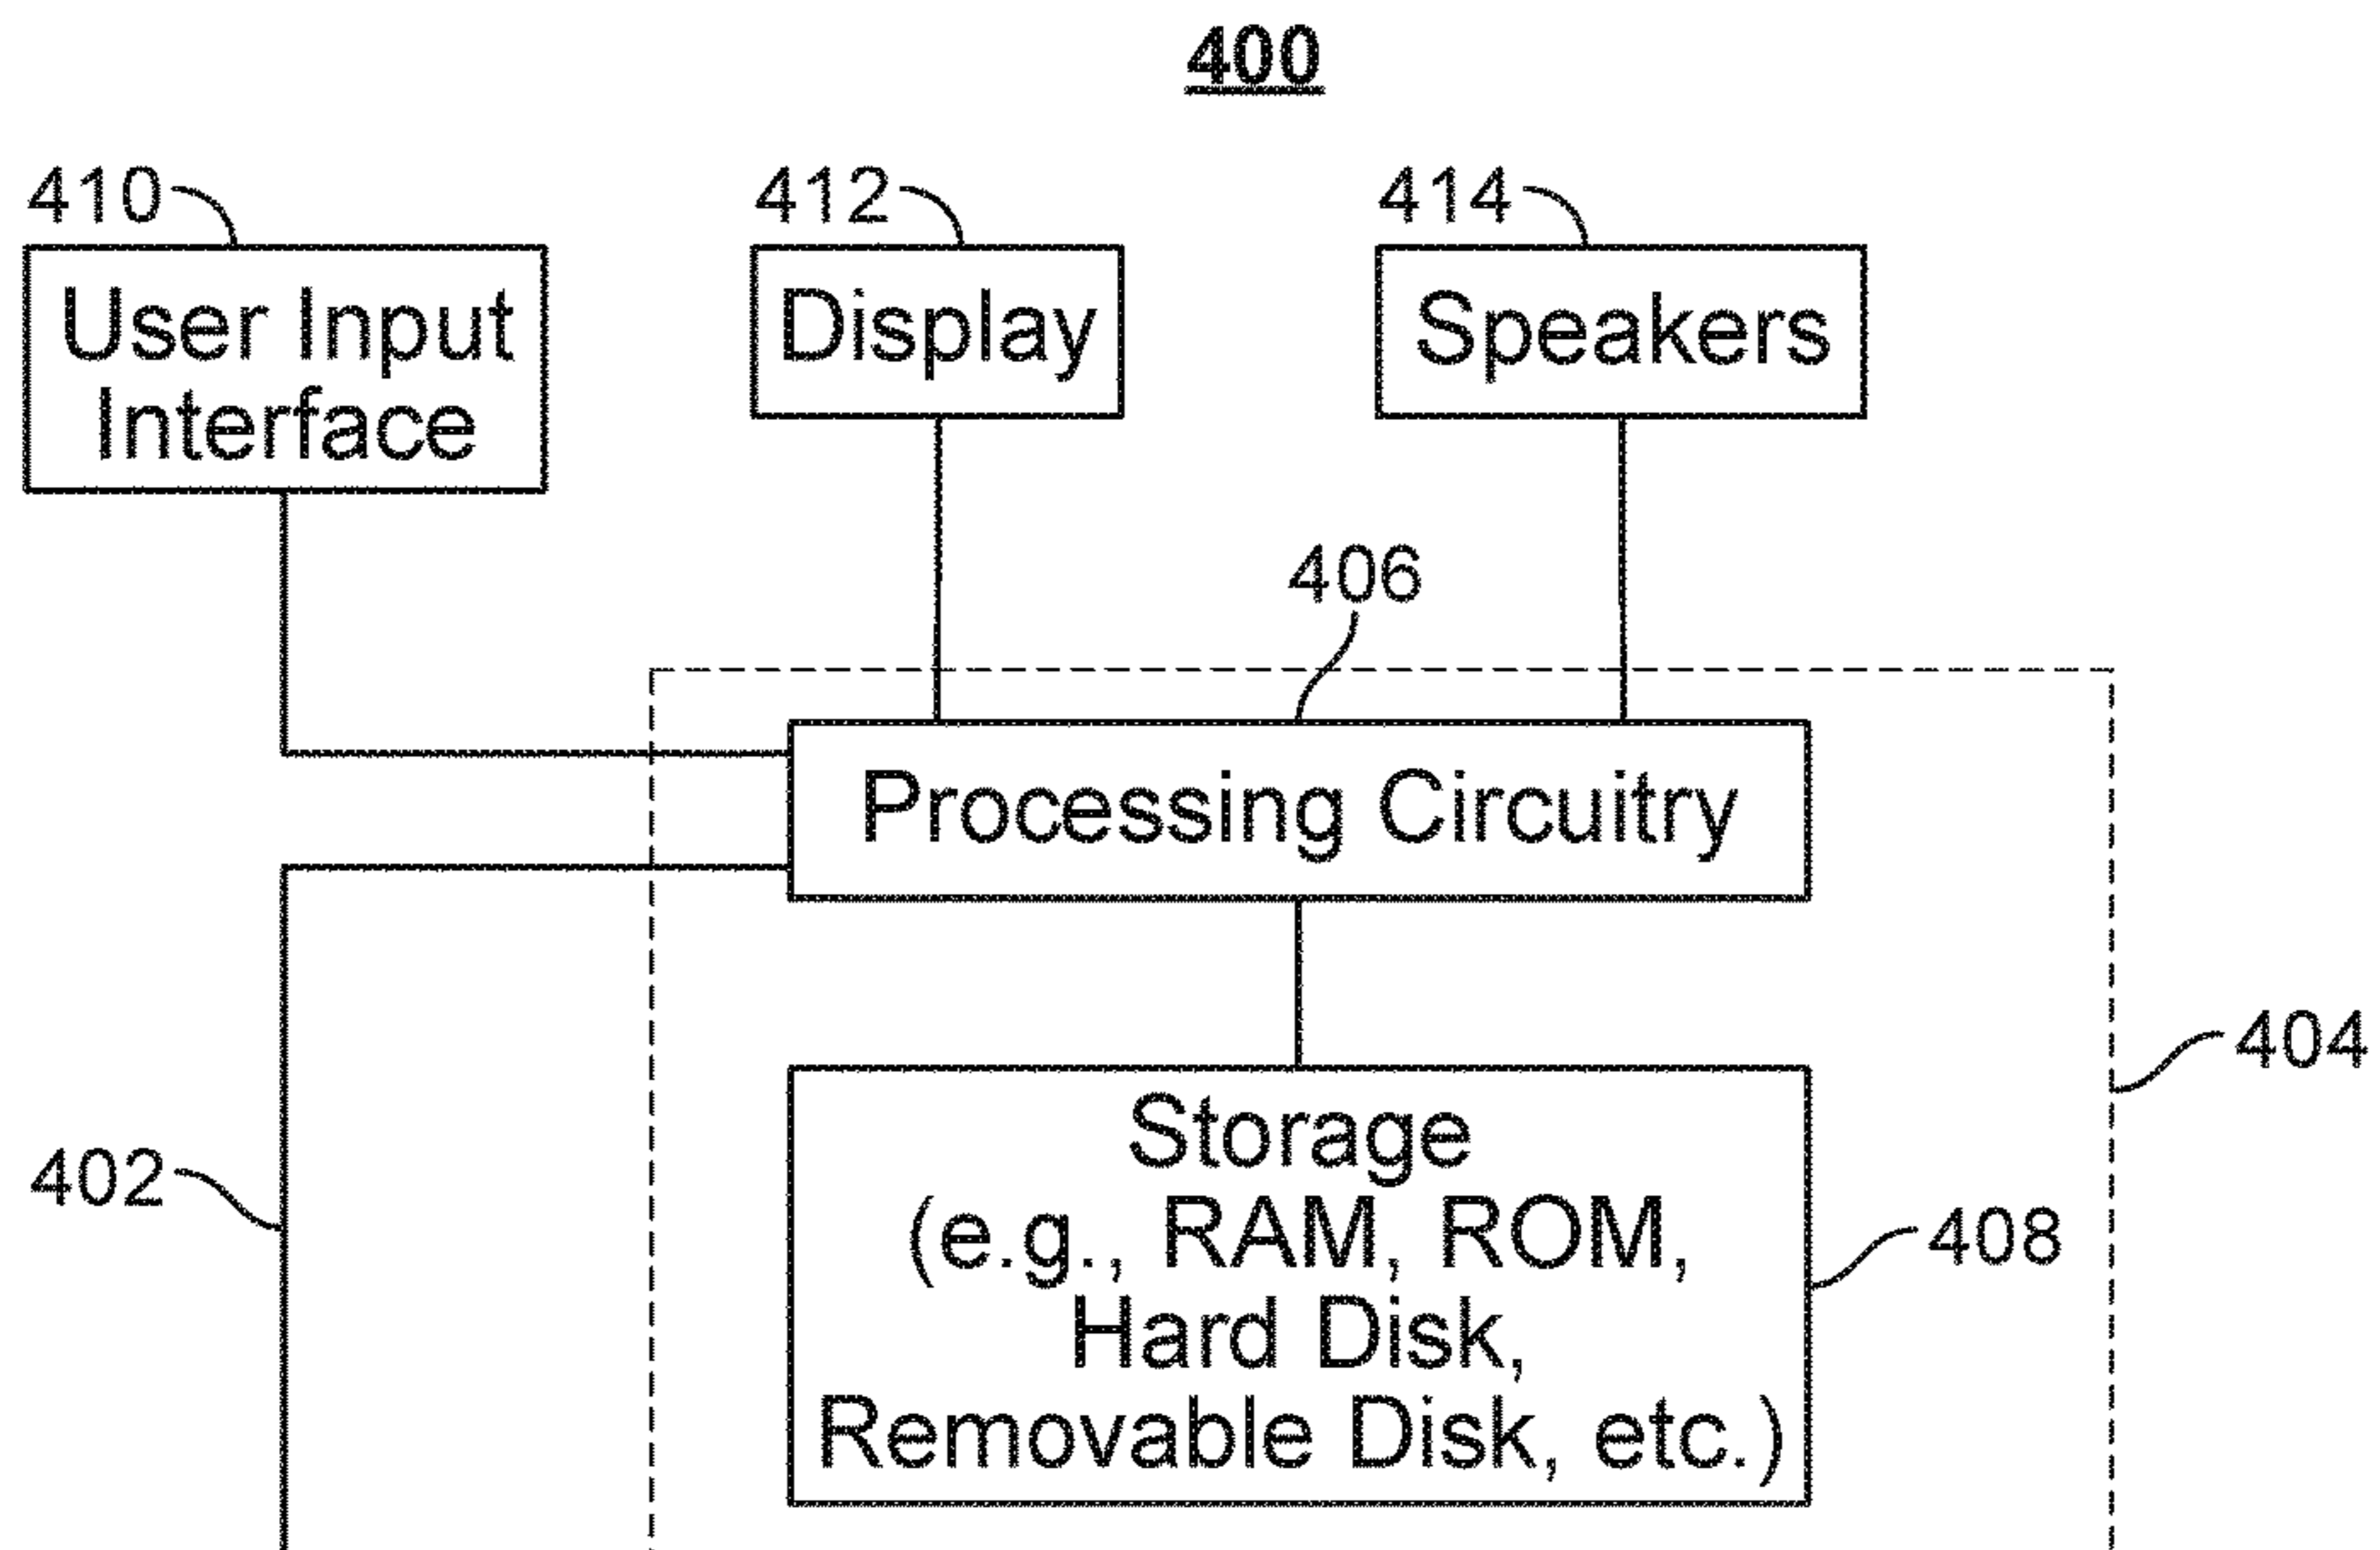 400
410
412
414
User Input
Interface
Display
Speakers
406
Processing Circuitry
404
402
Storage
(e.g., RAM, ROM,
Hard Disk,
Removable Disk, etc.)
408